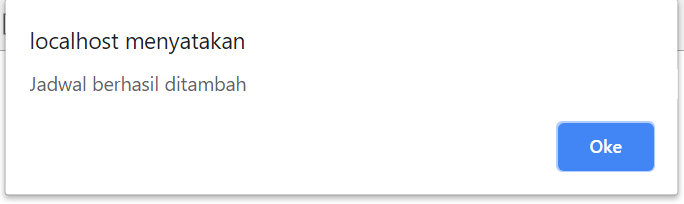 localhost menyatakan
Jadwal berhasil ditambah
Oke